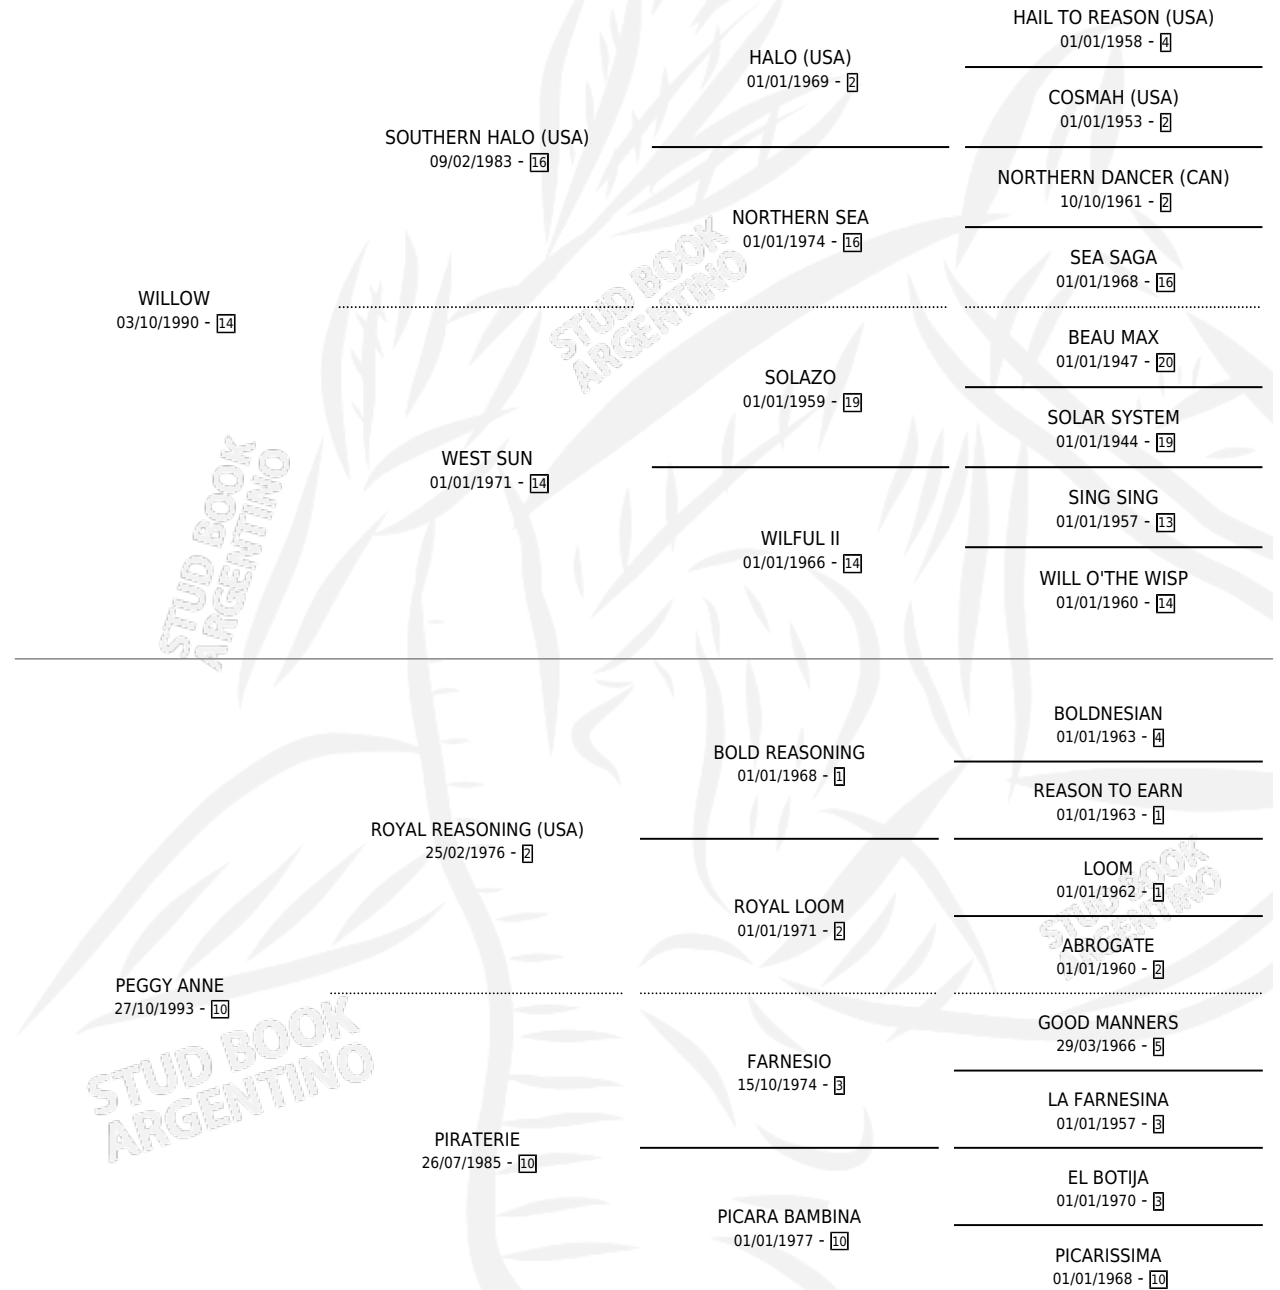 HAIL TO REASON (USA)
01/01/1958 - 4
HALO (USA)
01/01/1969 - 2
COSMAH (USA)
01/01/1953 - 2
SOUTHERN HALO (USA)
09/02/1983 - 16
NORTHERN DANCER (CAN)
10/10/1961 - 2
NORTHERN SEA
01/01/1974 - 16
SEA SAGA
01/01/1968 - 16
WILLOW
03/10/1990 - 14
BEAU MAX
01/01/1947 - 20
SOLAZO
01/01/1959 - 19
SOLAR SYSTEM
01/01/1944 - 19
WEST SUN
01/01/1971 - 14
SING SING
01/01/1957 - 13
WILFUL II
01/01/1966 - 14
WILL O'THE WISP
01/01/1960 - 14
BOLDNESIAN
01/01/1963 - 4
BOLD REASONING
01/01/1968 - 1
REASON TO EARN
01/01/1963 - 1
ROYAL REASONING (USA)
25/02/1976 - 2
LOOM
01/01/1962 - 1
ROYAL LOOM
01/01/1971 - 2
ABROGATE
01/01/1960 - 2
PEGGY ANNE
27/10/1993 - 10
GOOD MANNERS
29/03/1966 - 5
FARNESIO
15/10/1974 - 3
LA FARNESINA
01/01/1957 - 3
PIRATERIE
26/07/1985 - 10
EL BOTIJA
01/01/1970 - 3
PICARA BAMBINA
01/01/1977 - 10
PICARISSIMA
01/01/1968 - 10
STUD BOOK
ARGENTINO
STUD BOOK
ARGENTINO
STUD BOOK
ARGENTINO
STUD BOOK
ARGENTINO